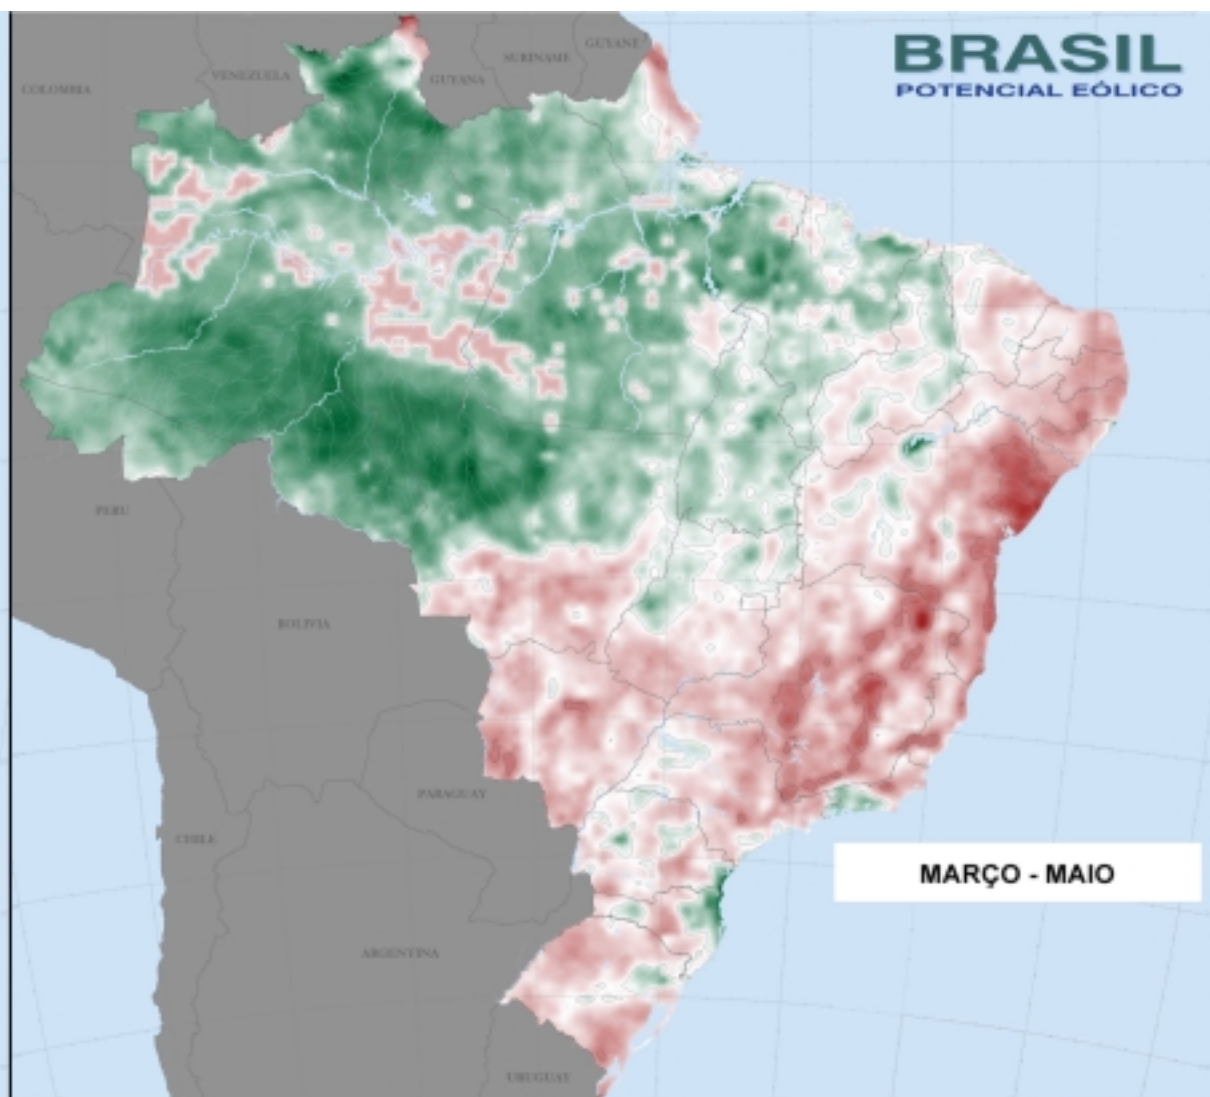 BRASIL
POTENCIAL EÓLICO
GUYANE
SURINAME
VENEZUELA
GUYANA
COLOMBIA
PERU
BOLIVIA
PARAGUAY
CHILE
MARÇO - MAIO
ARGENTINA
URUGUAY